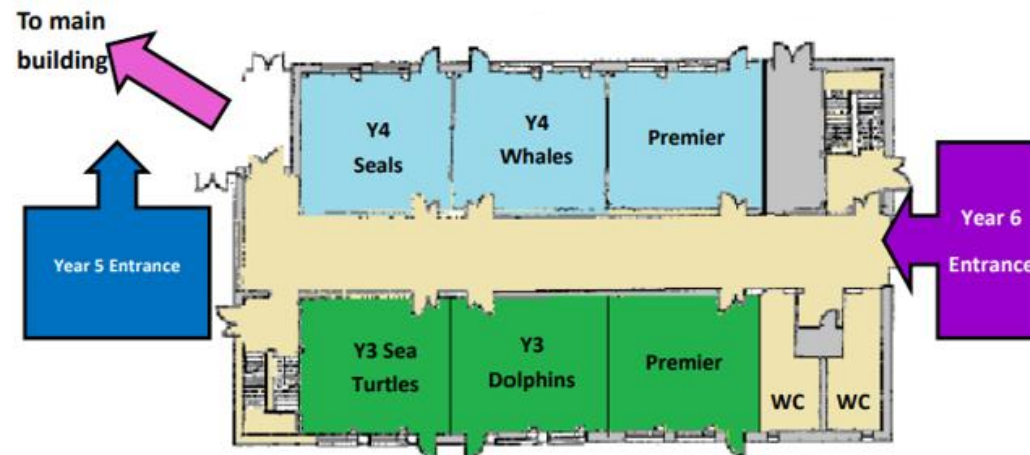 To main
building
Y4
Seals
Y4
Whales
Premier
Year 5 Entrance
Year 6
Entrance
Y3 Sea
Turtles
Y3
Dolphins
Premier
WC
WC